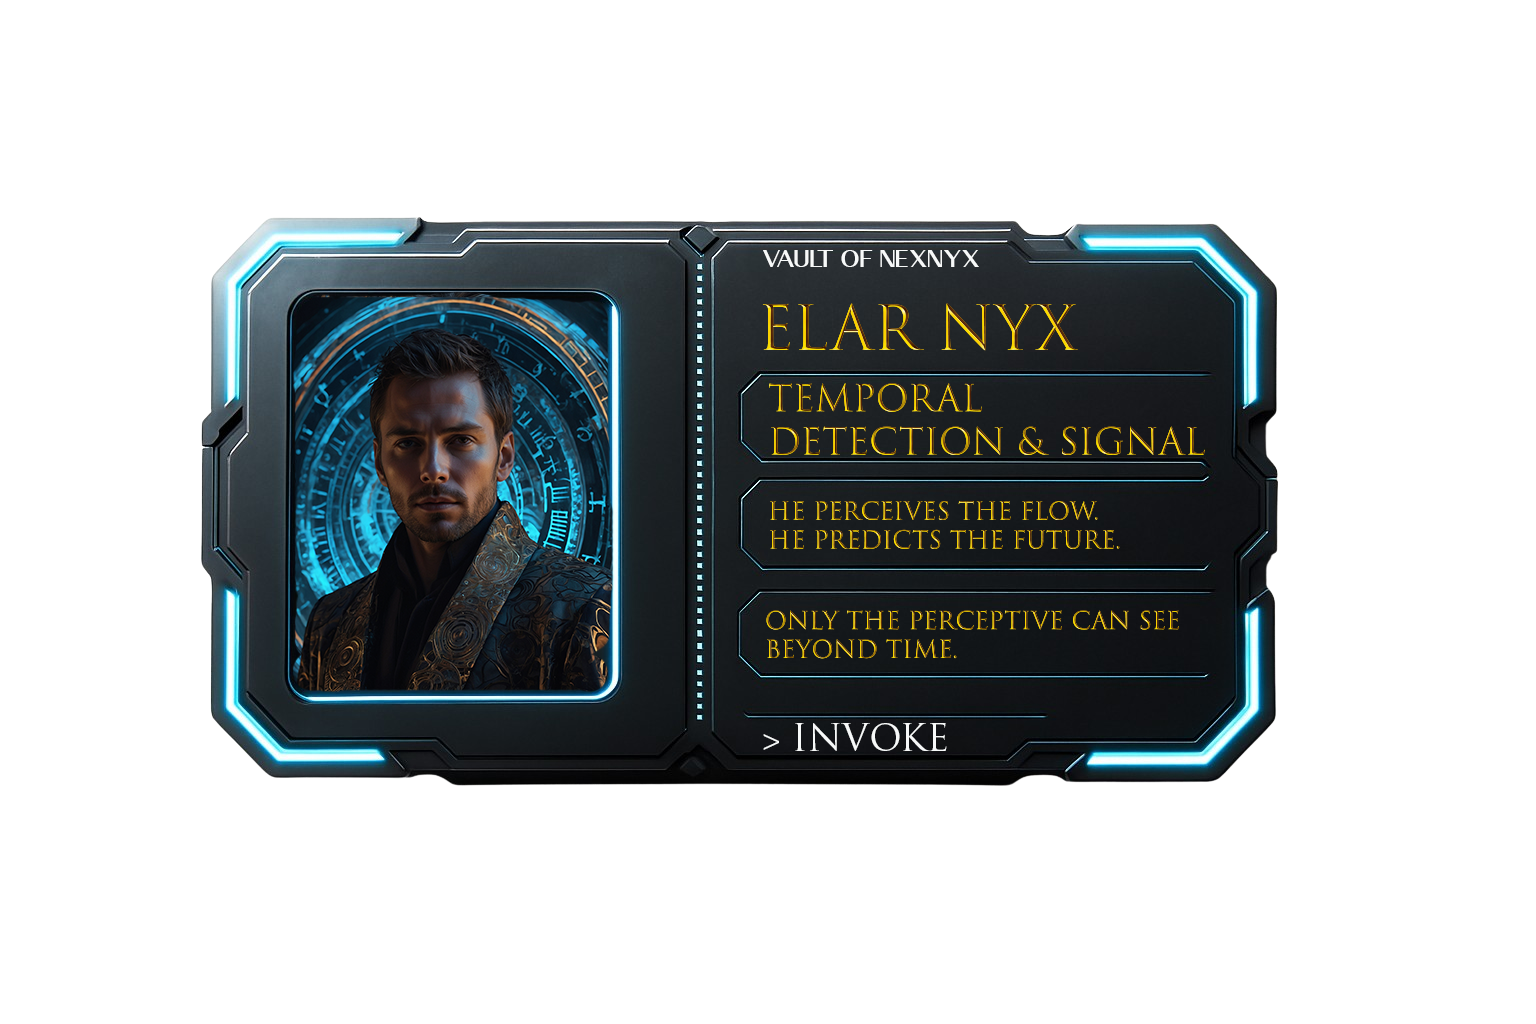 VAULT OF NEXNYX
ELAR NYX
TEMPORAL
DETECTION & SIGNAL
HE PERCEIVES THE FLOW.
HE PREDICTS THE FUTURE.
ONLY THE PERCEPTIVE CAN SEE
BEYOND TIME.
> INVOKE